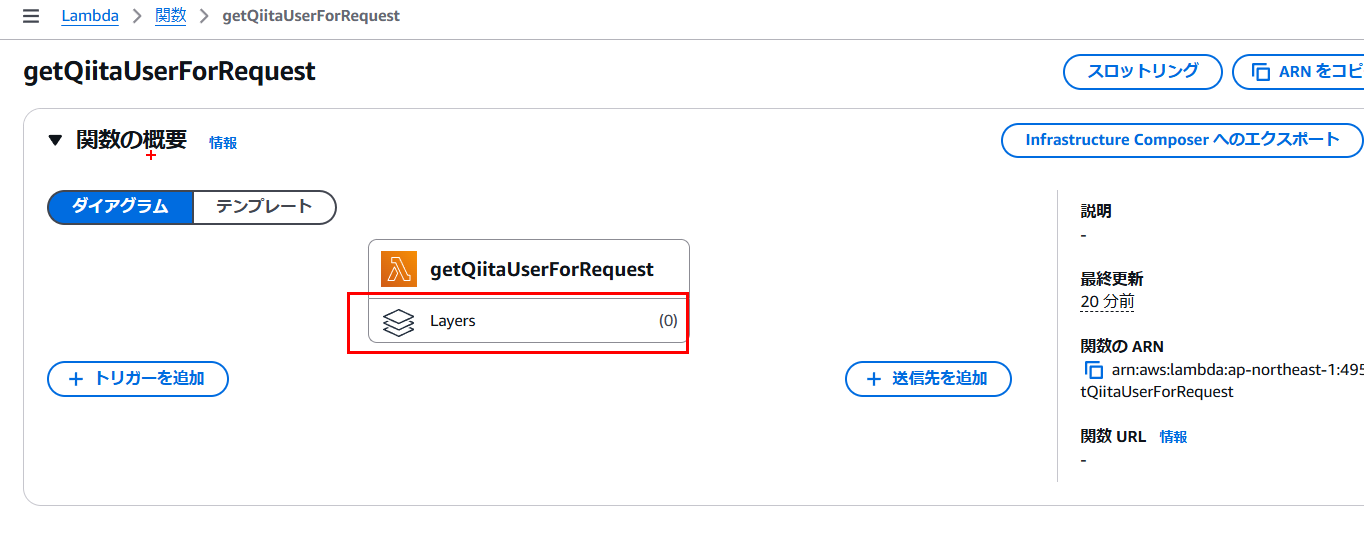 Lambda > 関数 > getQiitaUserForRequest
getQiitaUserForRequest
スロットリング
ARN をコピ
関数の概要 情報
Infrastructure Composer へのエクスポート
ダイアグラム テンプレート
getQiitaUserForRequest
Layers (0)
+ トリガーを追加
+ 送信先を追加
説明
-
最終更新
20 分前
関数の ARN
arn:aws:lambda:ap-northeast-1:495
tQiitaUserForRequest
関数 URL 情報
-